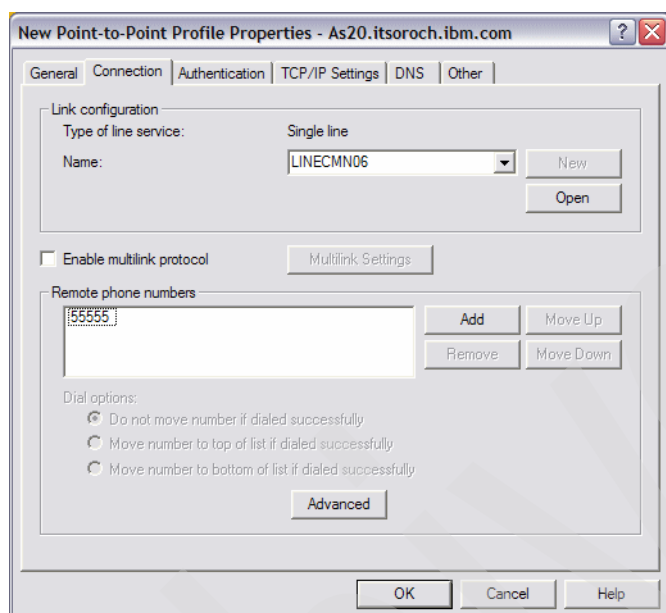 New Point-to-Point Profile Properties - As20.itsoroch.ibm.com
General Connection Authentication TCP/IP Settings DNS Other
Link configuration
Type of line service: Single line
Name: LINECMN06 New
Open
Enable multilink protocol Multilink Settings
Remote phone numbers
55555
Add Move Up
Remove Move Down
Dial options:
Do not move number if dialed successfully
Move number to top of list if dialed successfully
Move number to bottom of list if dialed successfully
Advanced
OK Cancel Help